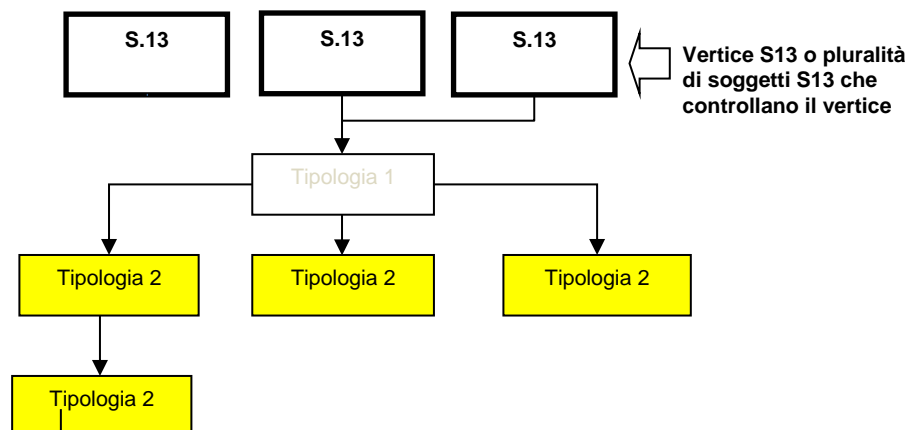 S.13
S.13
S.13
Vertice S13 o pluralità
di soggetti S13 che
controllano il vertice
Tipologia 1
Tipologia 2
Tipologia 2
Tipologia 2
Tipologia 2